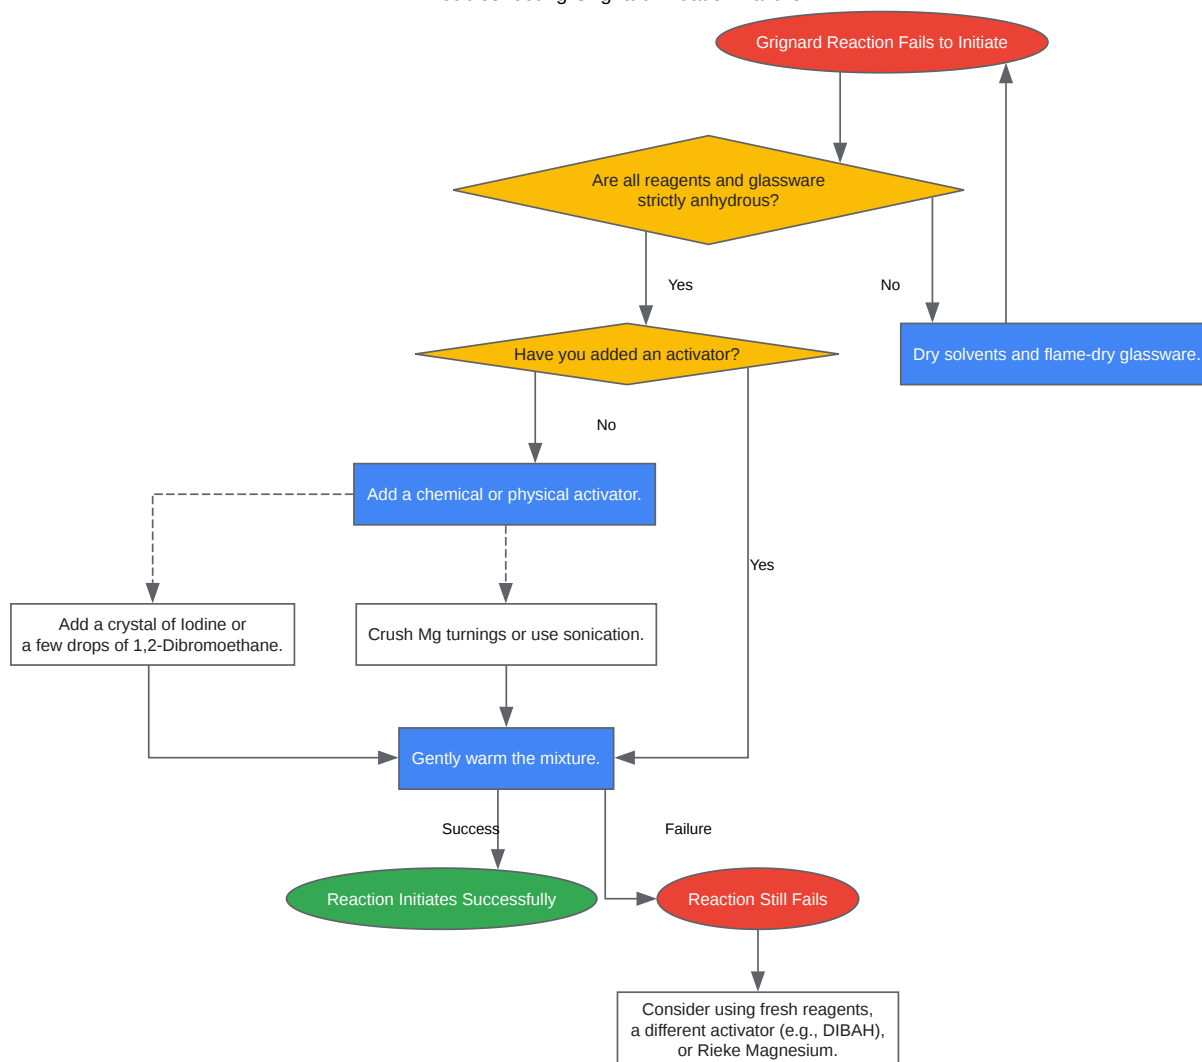 Grignard Reaction Fails to Initiate
Are all reagents and glassware
strictly anhydrous?
Yes
No
Have you added an activator?
Dry solvents and flame-dry glassware.
No
Add a chemical or physical activator.
Yes
Add a crystal of Iodine or
a few drops of 1,2-Dibromoethane.
Crush Mg turnings or use sonication.
Gently warm the mixture.
Success
Failure
Reaction Initiates Successfully
Reaction Still Fails
Consider using fresh reagents,
a different activator (e.g., DIBAH),
or Rieke Magnesium.